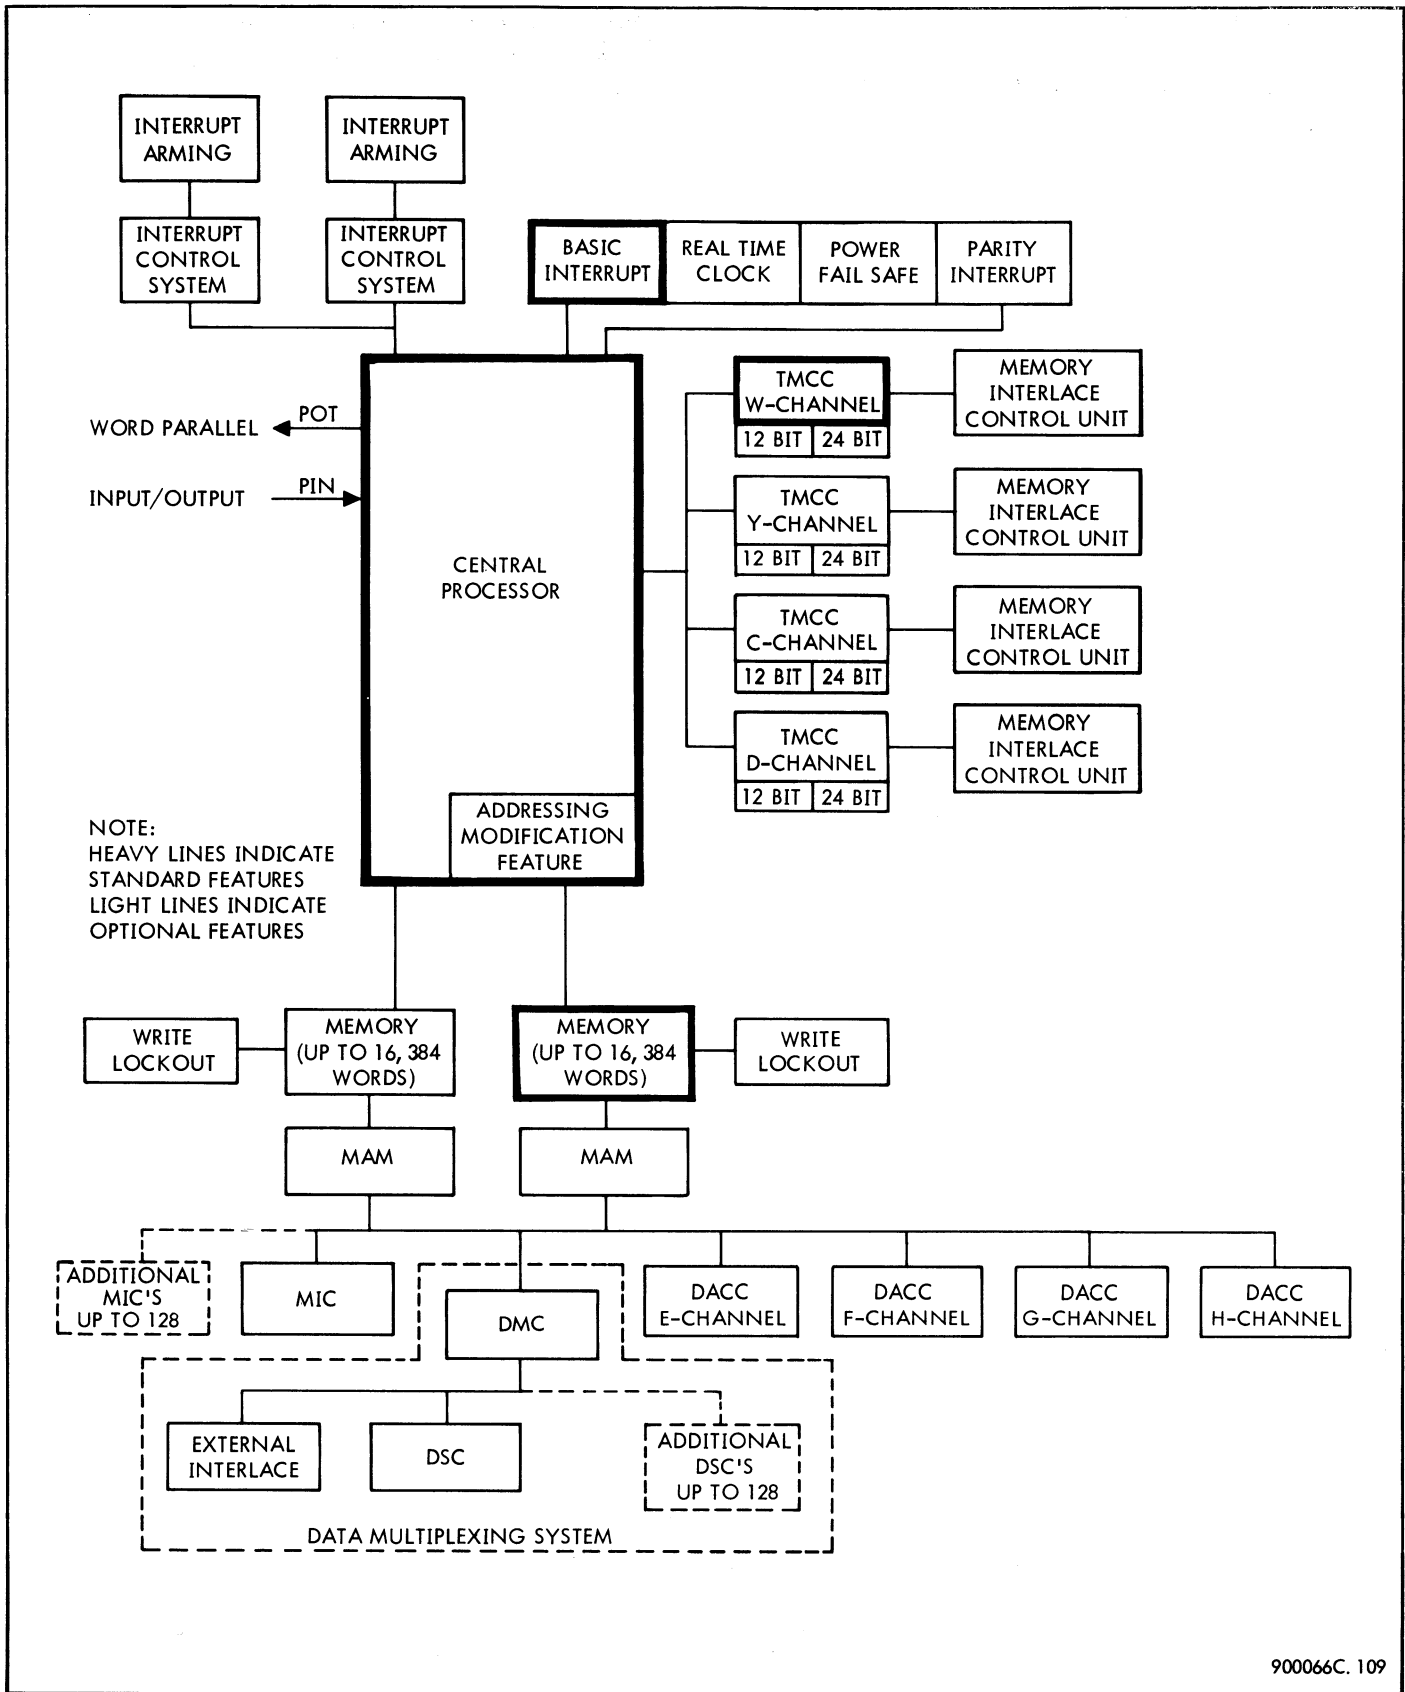 INTERRUPT
ARMING
INTERRUPT
ARMING
INTERRUPT
CONTROL
SYSTEM
INTERRUPT
CONTROL
SYSTEM
BASIC
INTERRUPT
REAL TIME
CLOCK
POWER
FAIL SAFE
PARITY
INTERRUPT
WORD PARALLEL
POT
INPUT/OUTPUT
PIN
CENTRAL
PROCESSOR
ADDRESSING
MODIFICATION
FEATURE
TMCC
W-CHANNEL
12 BIT
24 BIT
MEMORY
INTERLACE
CONTROL UNIT
TMCC
Y-CHANNEL
12 BIT
24 BIT
MEMORY
INTERLACE
CONTROL UNIT
TMCC
C-CHANNEL
12 BIT
24 BIT
MEMORY
INTERLACE
CONTROL UNIT
TMCC
D-CHANNEL
12 BIT
24 BIT
MEMORY
INTERLACE
CONTROL UNIT
NOTE:
HEAVY LINES INDICATE
STANDARD FEATURES
LIGHT LINES INDICATE
OPTIONAL FEATURES
WRITE
LOCKOUT
MEMORY
(UP TO 16, 384
WORDS)
MEMORY
(UP TO 16, 384
WORDS)
WRITE
LOCKOUT
MAM
MAM
ADDITIONAL
MIC'S
UP TO 128
MIC
DMC
DACC
E-CHANNEL
DACC
F-CHANNEL
DACC
G-CHANNEL
DACC
H-CHANNEL
EXTERNAL
INTERLACE
DSC
ADDITIONAL
DSC'S
UP TO 128
DATA MULTIPLEXING SYSTEM
900066C. 109